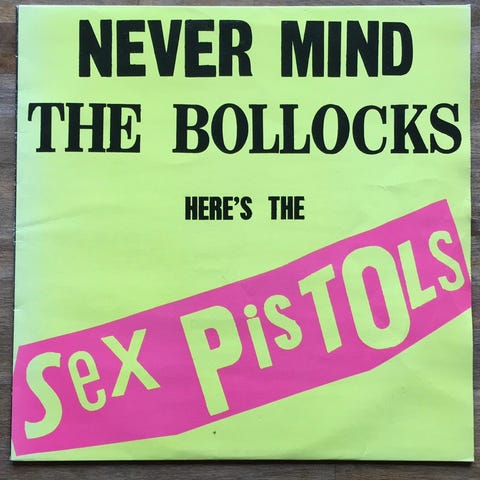 NEVER MIND
THE BOLLOCKS
HERE'S THE
Sex PisTOLs